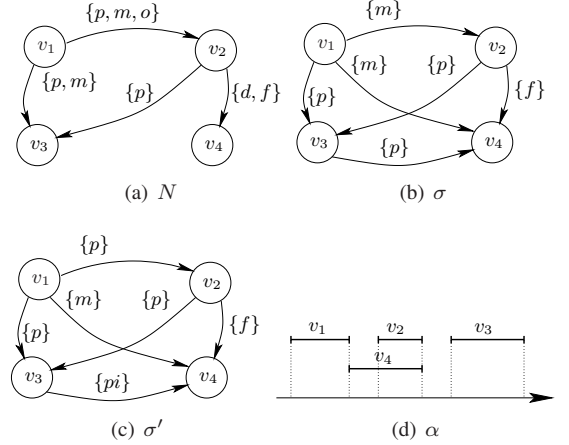 {p, m, o}
v1
v2
{p, m}
{p}
{d, f}
v3
v4
(a) N
{m}
v1
v2
{m}
{p}
{p}
{f}
v3
v4
{p}
(b) σ
{p}
v1
v2
{m}
{p}
{p}
{f}
v3
v4
{pi}
(c) σ′
v1
v2
v3
v4
(d) α